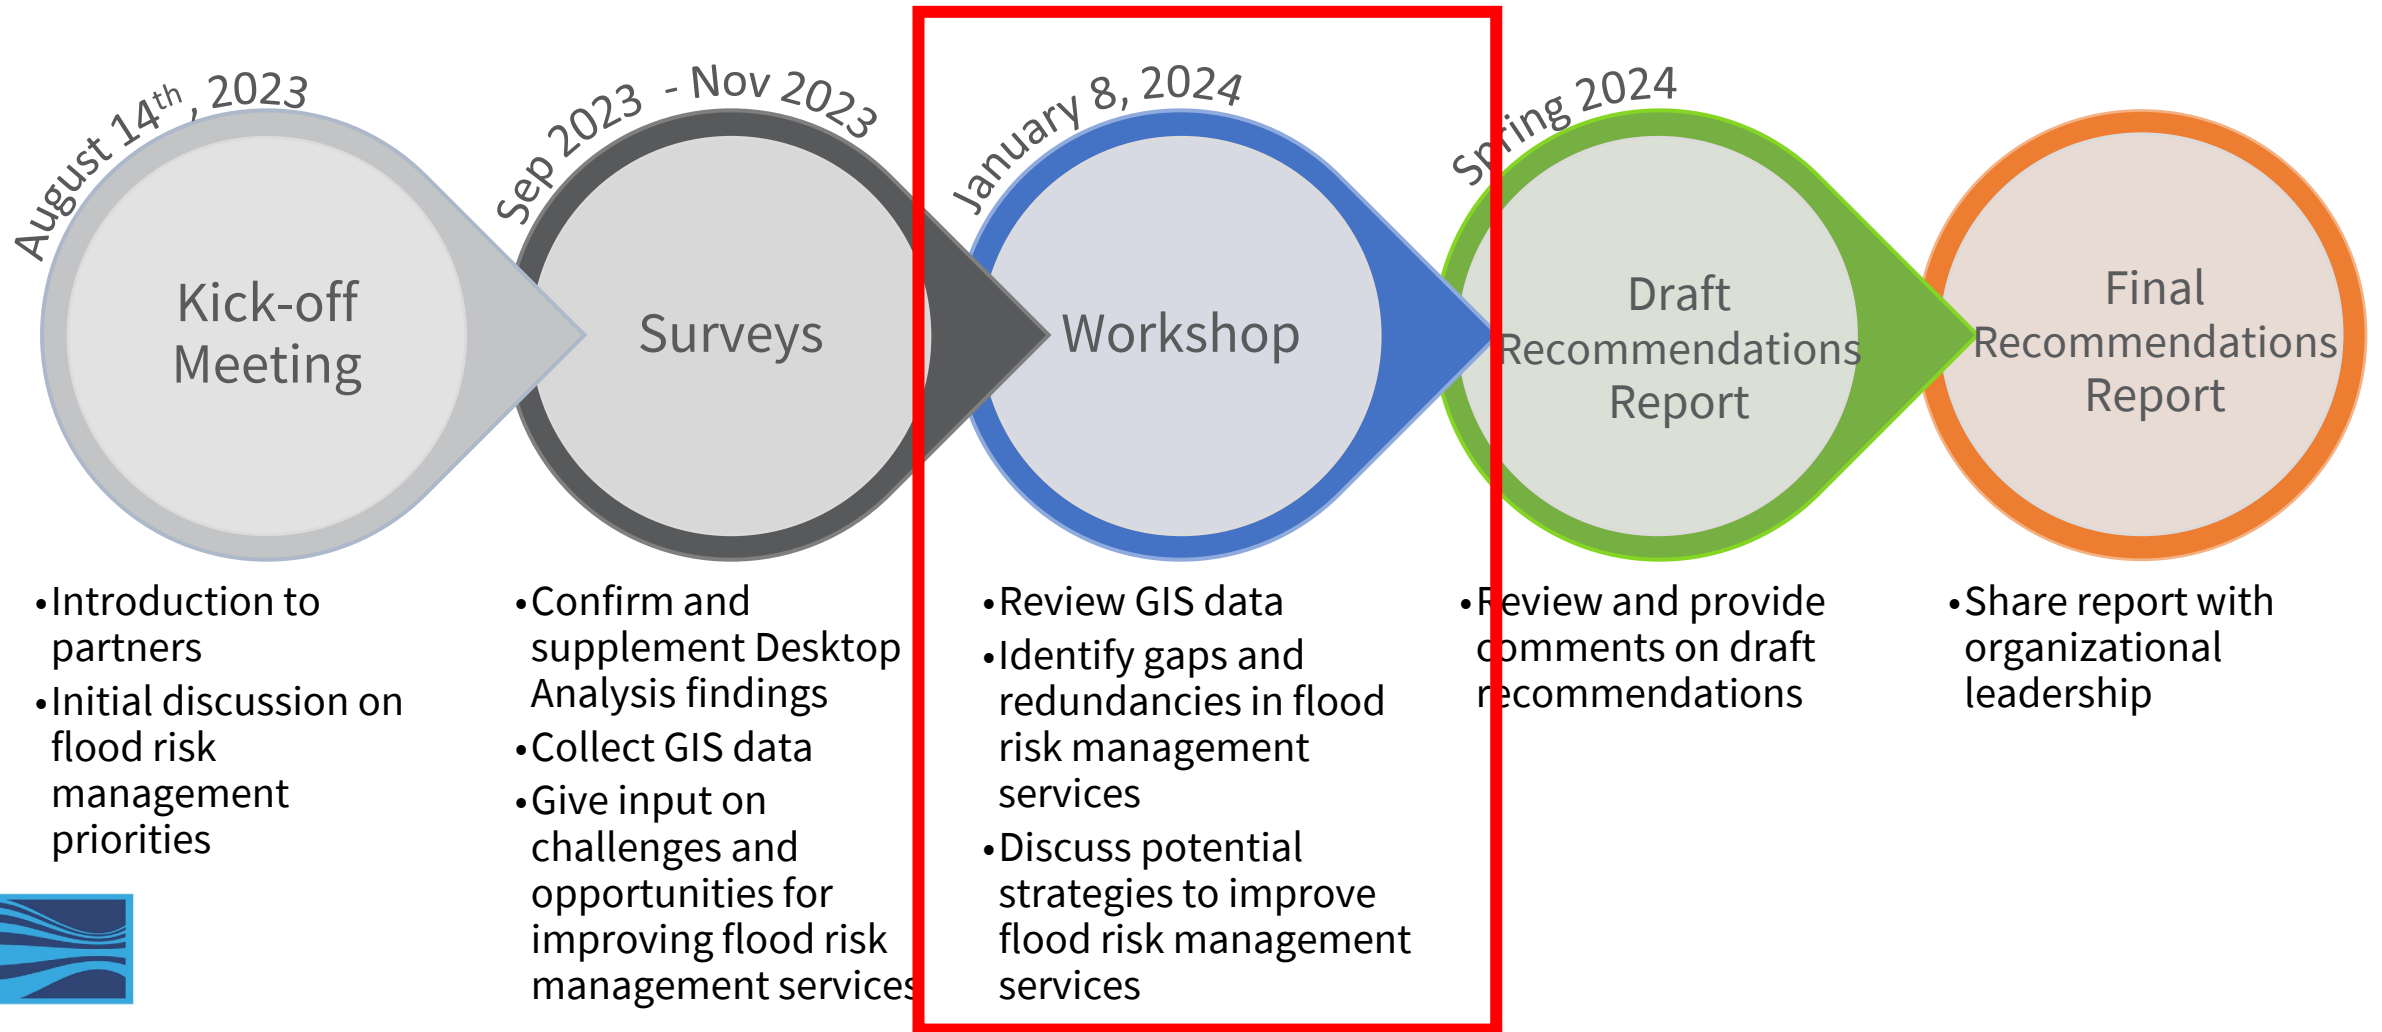 August 14th, 2023
Kick-off
Meeting
•Introduction to
partners
•Initial discussion on
flood risk
management
priorities
Sep 2023 - Nov 2023
Surveys
•Confirm and
supplement Desktop
Analysis findings
•Collect GIS data
•Give input on
challenges and
opportunities for
improving flood risk
management services
January 8, 2024
Workshop
•Review GIS data
•Identify gaps and
redundancies in flood
risk management
services
•Discuss potential
strategies to improve
flood risk management
services
Spring 2024
Draft
Recommendations
Report
•Review and provide
comments on draft
recommendations
Final
Recommendations
Report
•Share report with
organizational
leadership